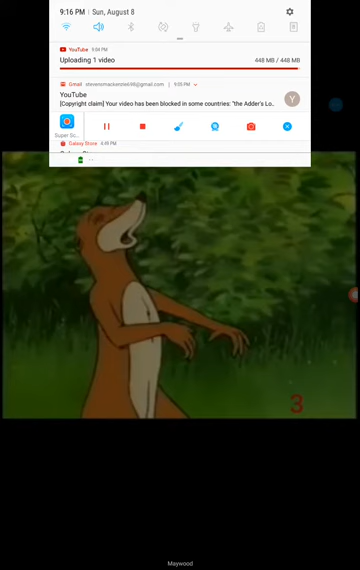 9:16 PM | Sun, August 8
YouTube 9:04 PM
Uploading 1 video 448 MB / 448 MB
Gmail stevensmackenstein98@gmail.com | 9:03 PM
YouTube
[Copyright claim] Your video has been blocked in some countries: "the Adder's Lo..
Y
Super Sc...
Galaxy Store 4:49 PM
3
Maywood